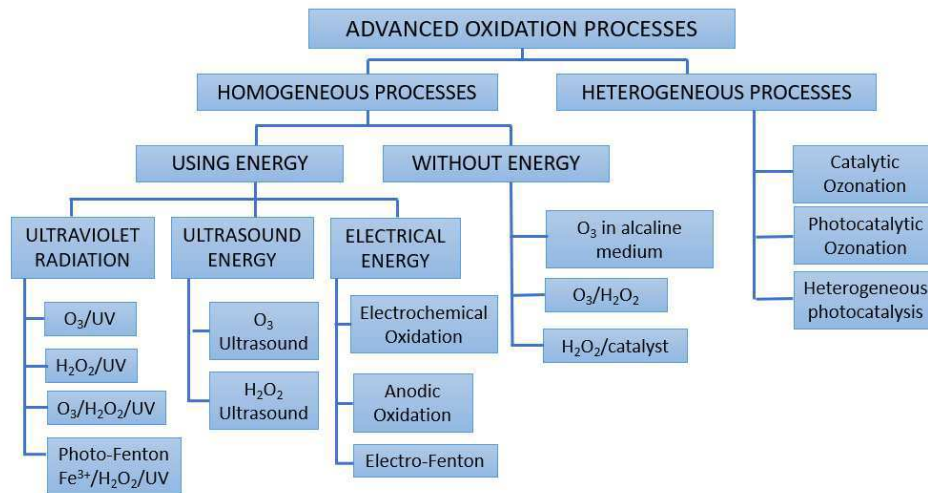 ADVANCED OXIDATION PROCESSES
HOMOGENEOUS PROCESSES
HETEROGENEOUS PROCESSES
USING ENERGY
WITHOUT ENERGY
ULTRAVIOLET
RADIATION
O₃/UV
H₂O₂/UV
O₃/H₂O₂/UV
Photo-Fenton
Fe³⁺/H₂O₂/UV
ULTRASOUND
ENERGY
O₃
Ultrasound
H₂O₂
Ultrasound
ELECTRICAL
ENERGY
Electrochemical
Oxidation
Anodic
Oxidation
Electro-Fenton
O₃ in alcaline
medium
O₃/H₂O₂
H₂O₂/catalyst
Catalytic
Ozonation
Photocatalytic
Ozonation
Heterogeneous
photocatalysis